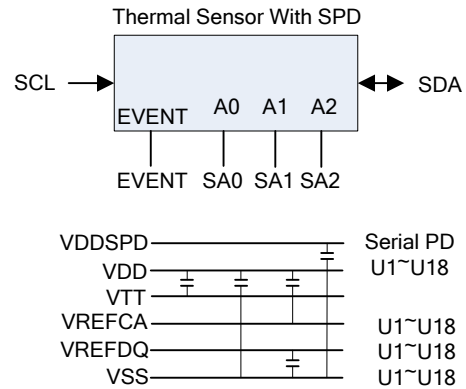 Thermal Sensor With SPD
SCL
SDA
EVENT A0 A1 A2
EVENT SA0 SA1 SA2
VDDSPD Serial PD
VDD U1~U18
VTT
VREFCA U1~U18
VREFDQ U1~U18
VSS U1~U18